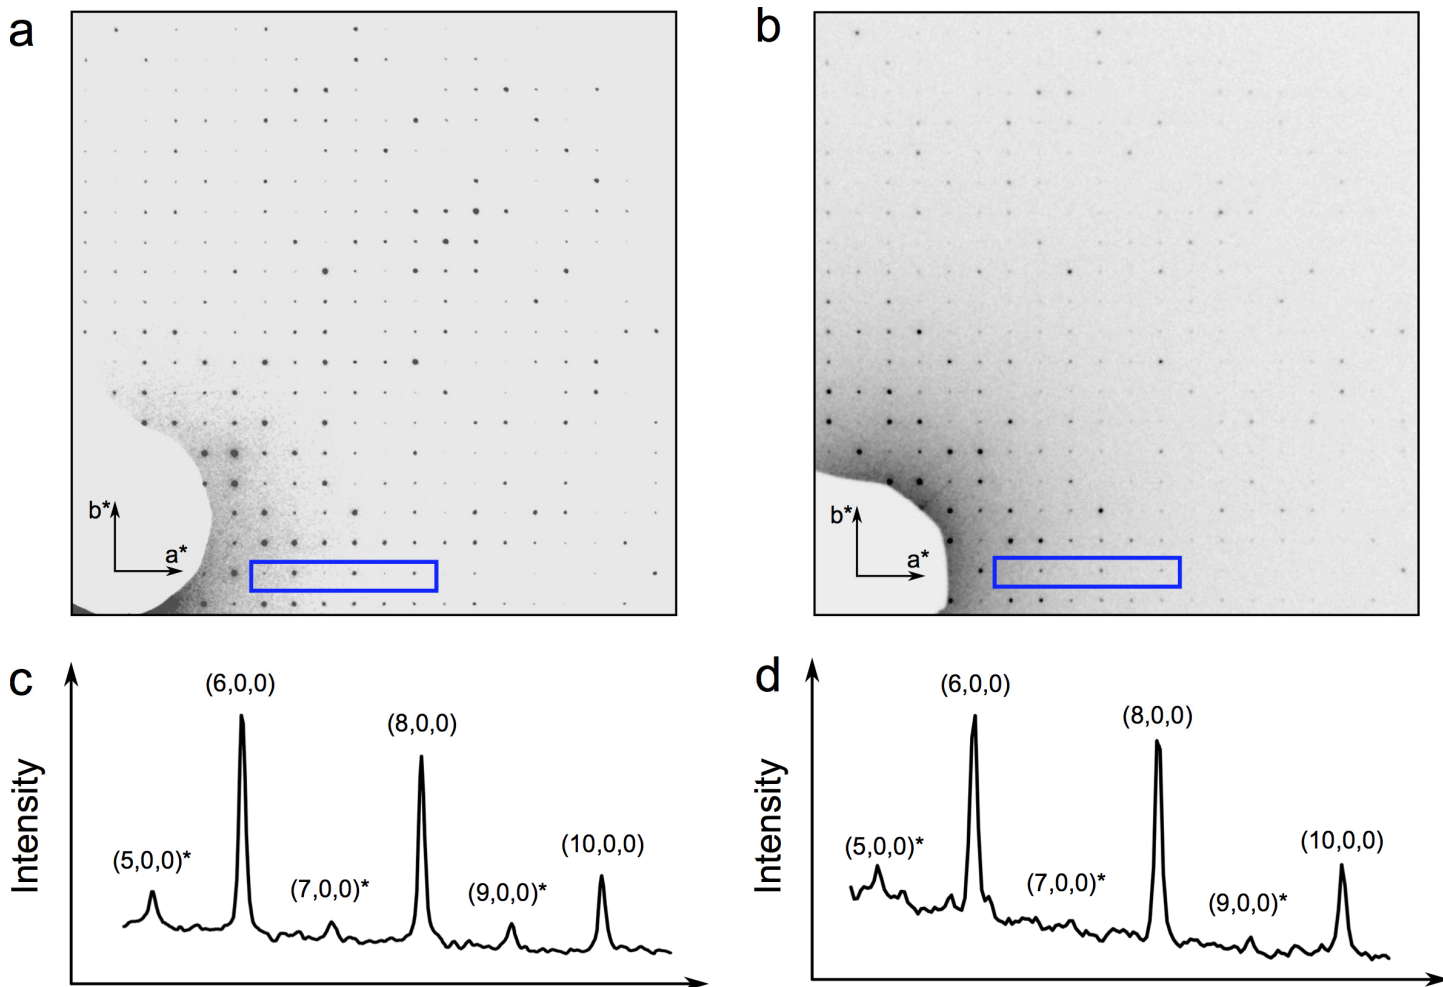 a
b
b*
a*
b*
a*
c
d
Intensity
(5,0,0)*
(6,0,0)
(7,0,0)*
(8,0,0)
(9,0,0)*
(10,0,0)
Intensity
(5,0,0)*
(6,0,0)
(7,0,0)*
(8,0,0)
(9,0,0)*
(10,0,0)